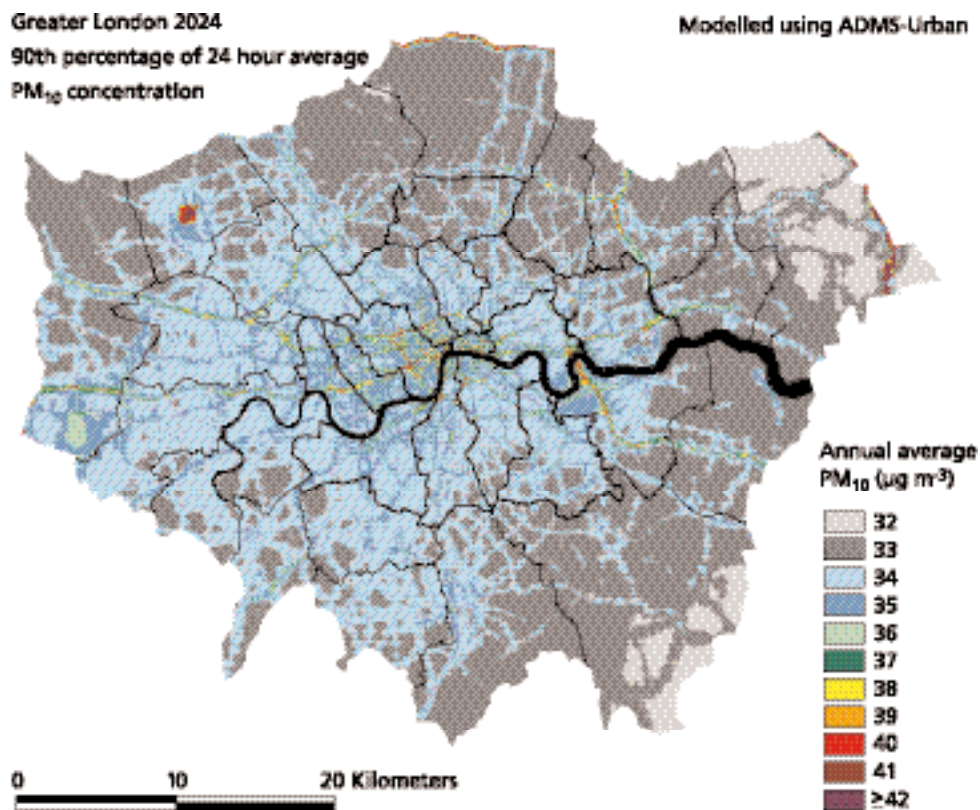 Greater London 2024
90th percentage of 24 hour average
PM₁₀ concentration
Modelled using ADMS-Urban
Annual average
PM₁₀ (µg m⁻³)
32
33
34
35
36
37
38
39
40
41
≥42
0 10 20 Kilometers